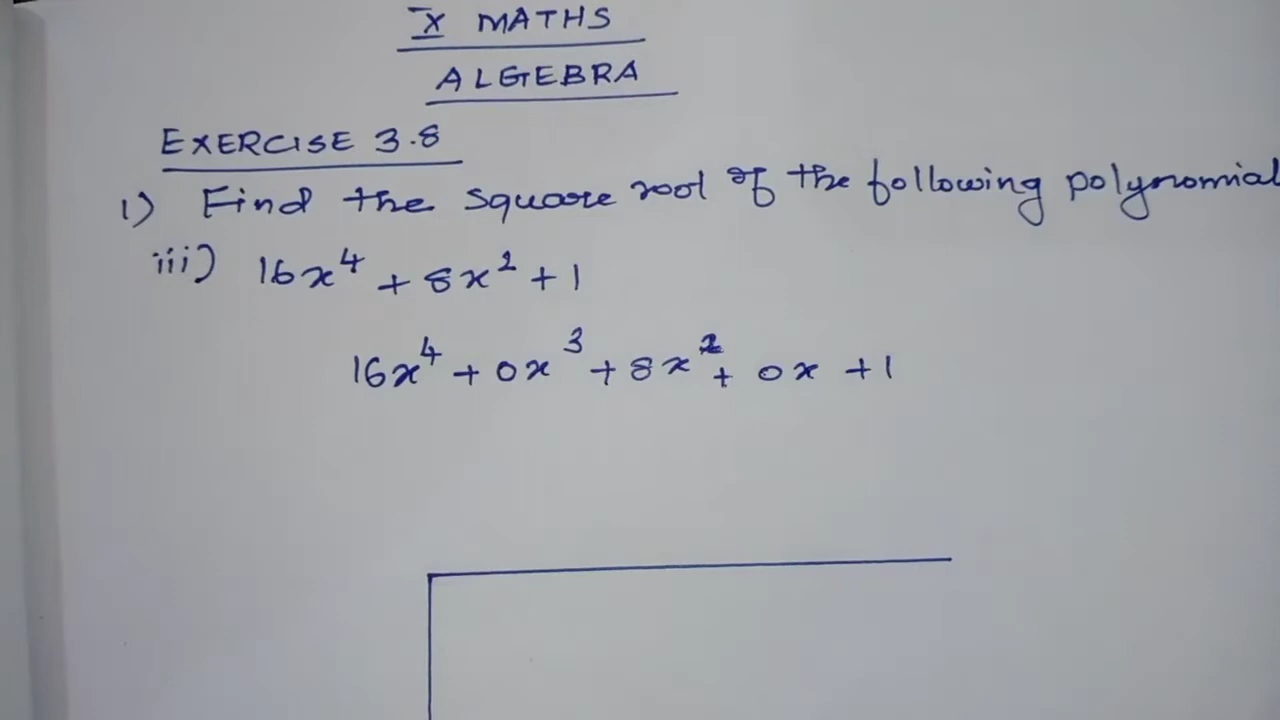 X MATHS
ALGEBRA
EXERCISE 3.8
1) Find the square root of the following polynomial
iii) 16x⁴ + 8x² + 1
16x⁴ + 0x³ + 8x² + 0x + 1